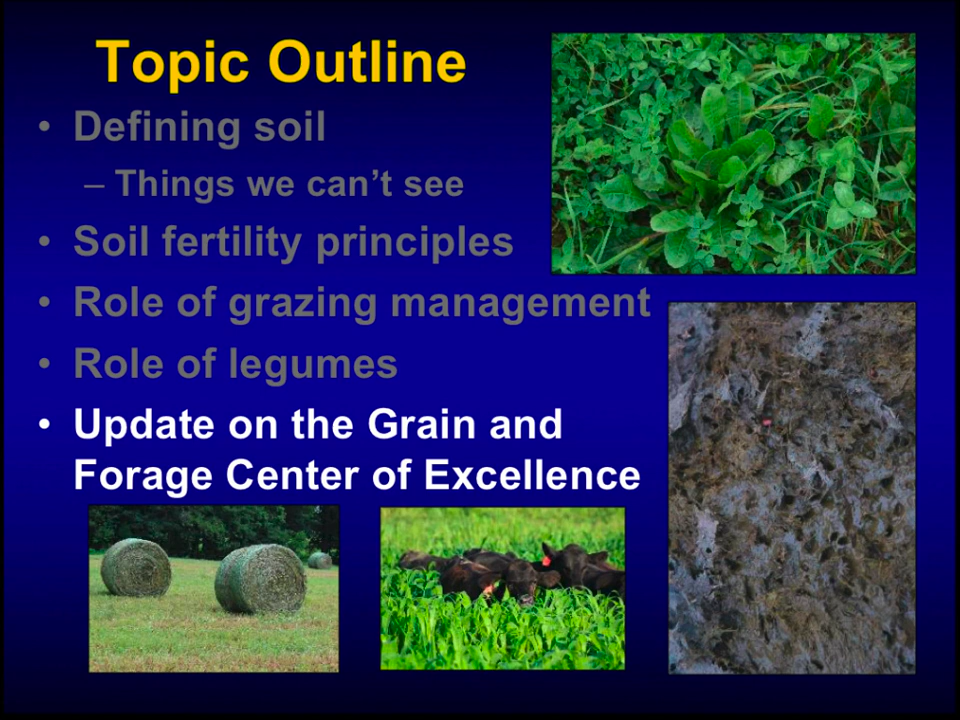 Topic Outline
• Defining soil
– Things we can't see
• Soil fertility principles
• Role of grazing management
• Role of legumes
• Update on the Grain and
Forage Center of Excellence